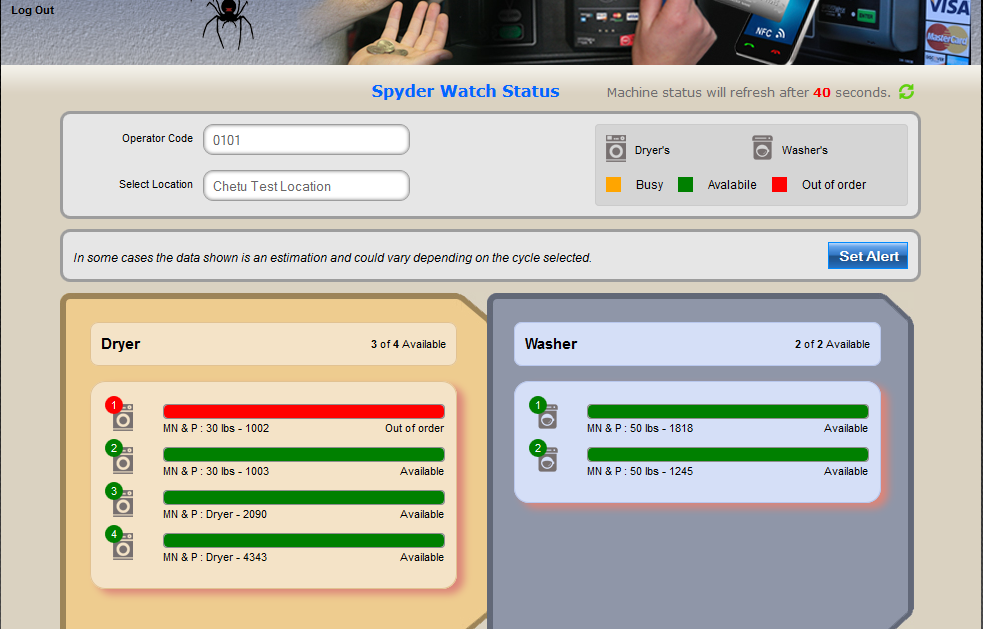 Log Out
NFC
VISA
MasterCard
Spyder Watch Status
Machine status will refresh after 40 seconds.
Operator Code
0101
Select Location
Chetu Test Location
Dryer's
Washer's
Busy
Avalabile
Out of order
In some cases the data shown is an estimation and could vary depending on the cycle selected.
Set Alert
Dryer
3 of 4 Available
1
MN & P : 30 lbs - 1002
Out of order
2
MN & P : 30 lbs - 1003
Available
3
MN & P : Dryer - 2090
Available
4
MN & P : Dryer - 4343
Available
Washer
2 of 2 Available
1
MN & P : 50 lbs - 1818
Available
2
MN & P : 50 lbs - 1245
Available